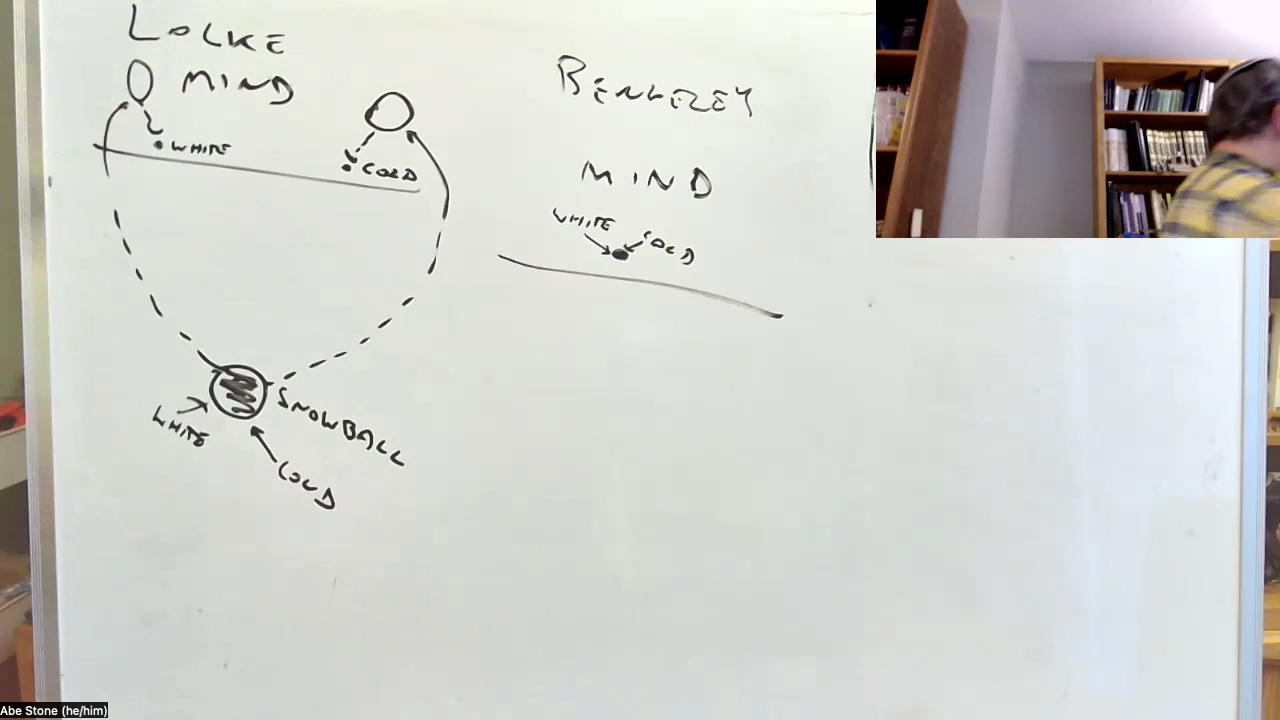 LOCKE
MIND
WHITE
COLD
SNOWBALL
WHITE
COLD
BERKELEY
MIND
WHITE
COLD
Abe Stone (he/him)